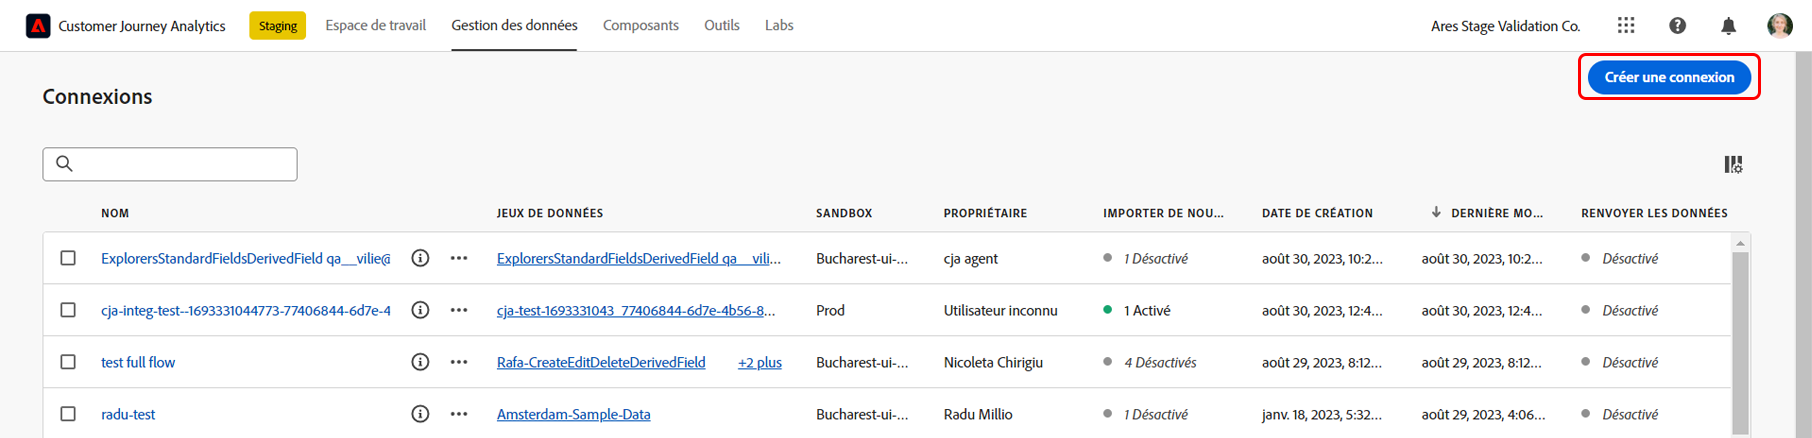 Customer Journey Analytics Staging Espace de travail Gestion des données Composants Outils Labs Ares Stage Validation Co.
Créer une connexion
Connexions
NOM JEUX DE DONNÉES SANDBOX PROPRIÉTAIRE IMPORTER DE NOU... DATE DE CRÉATION DERNIÈRE MO... RENVOYER LES DONNÉES
ExplorersStandardFieldsDerivedField qa__vilie@ ExplorersStandardFieldsDerivedField qa__vili... Bucharest-ui-... cja agent 1 Désactivé août 30, 2023, 10:2... août 30, 2023, 10:2... Désactivé
cja-integ-test--1693331044773-77406844-6d7e-4 cja-test-1693331043_77406844-6d7e-4b56-8... Prod Utilisateur inconnu 1 Activé août 30, 2023, 12:4... août 30, 2023, 12:4... Désactivé
test full flow Rafa-CreateEditDeleteDerivedField +2 plus Bucharest-ui-... Nicoleta Chirigiu 4 Désactivés août 29, 2023, 8:12... août 29, 2023, 8:12... Désactivé
radu-test Amsterdam-Sample-Data Bucharest-ui-... Radu Millio 1 Désactivé janv. 18, 2023, 5:32... août 29, 2023, 4:06... Désactivé